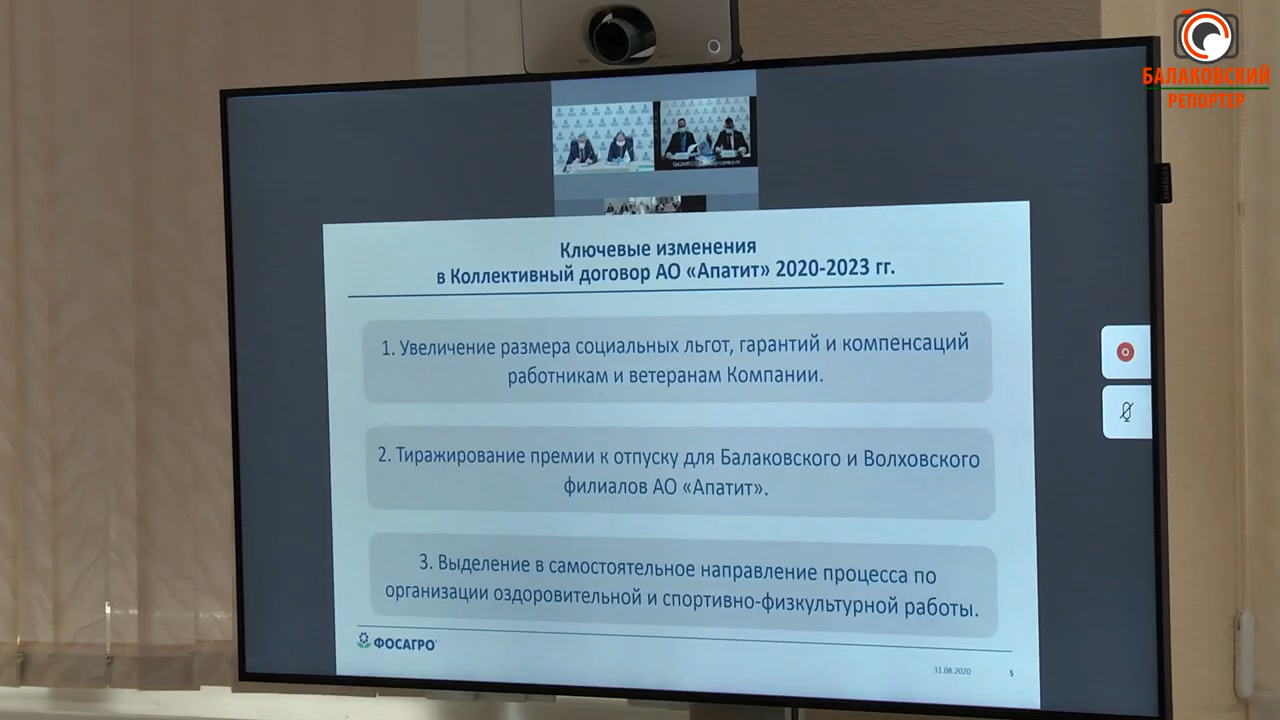 БАЛАКОВСКИЙ
РЕПОРТЕР
SAMSUNG
Ключевые изменения
в Коллективный договор АО «Апатит» 2020-2023 гг.
1. Увеличение размера социальных льгот, гарантий и компенсаций
работникам и ветеранам Компании.
2. Тиражирование премии к отпуску для Балаковского и Волховского
филиалов АО «Апатит».
3. Выделение в самостоятельное направление процесса по
организации оздоровительной и спортивно-физкультурной работы.
ФОСАГРО
31.08.2020
5